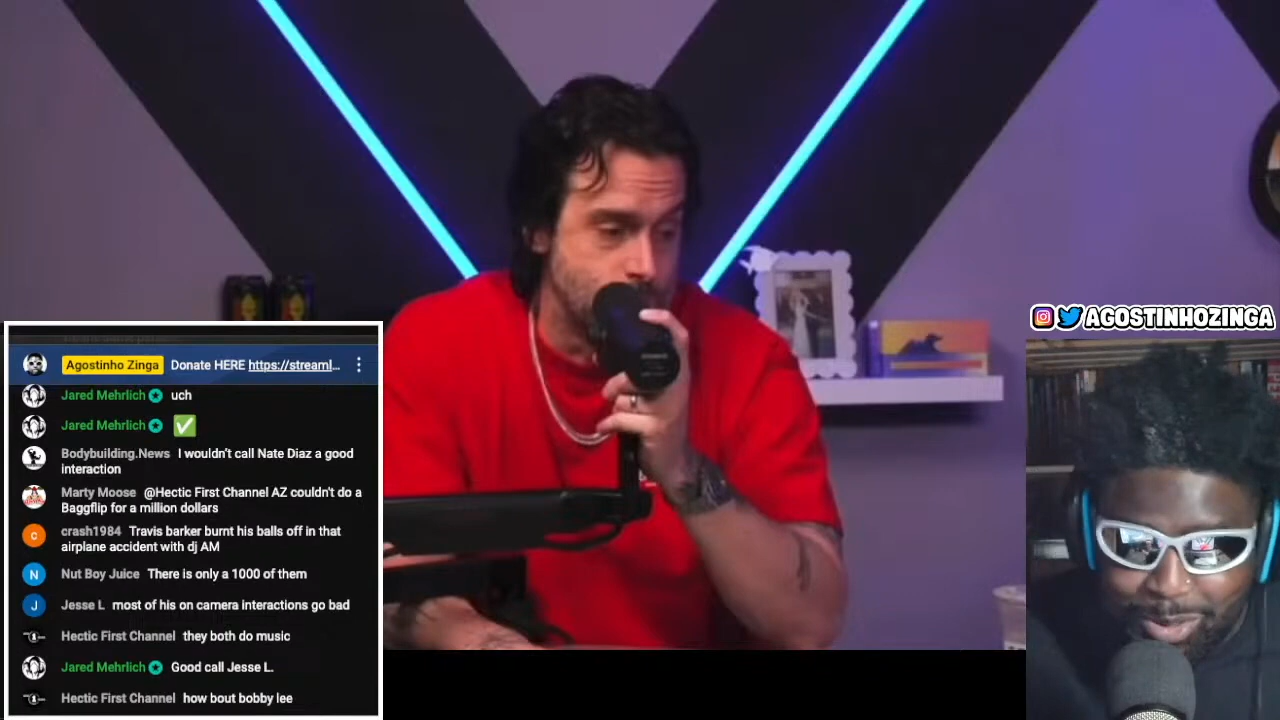 AGOSTINHOZINGA
Agostinho Zinga Donate HERE https://streaml...
Jared Mehrlich uch
Jared Mehrlich ✅
Bodybuilding.News I wouldn't call Nate Diaz a good
interaction
Marty Moose @Hectic First Channel AZ couldn't do a
Baggflip for a million dollars
crash1984 Travis barker burnt his balls off in that
airplane accident with dj AM
N Nut Boy Juice There is only a 1000 of them
J Jesse L most of his on camera interactions go bad
Hectic First Channel they both do music
Jared Mehrlich Good call Jesse L.
Hectic First Channel how bout bobby lee